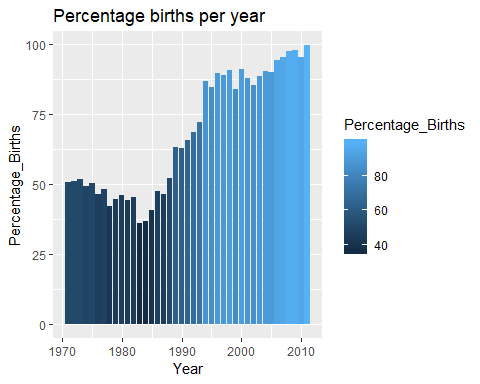 Percentage births per year
100
75
50
25
0
Percentage_Births
1970 1980 1990 2000 2010
Year
Percentage_Births
80
60
40